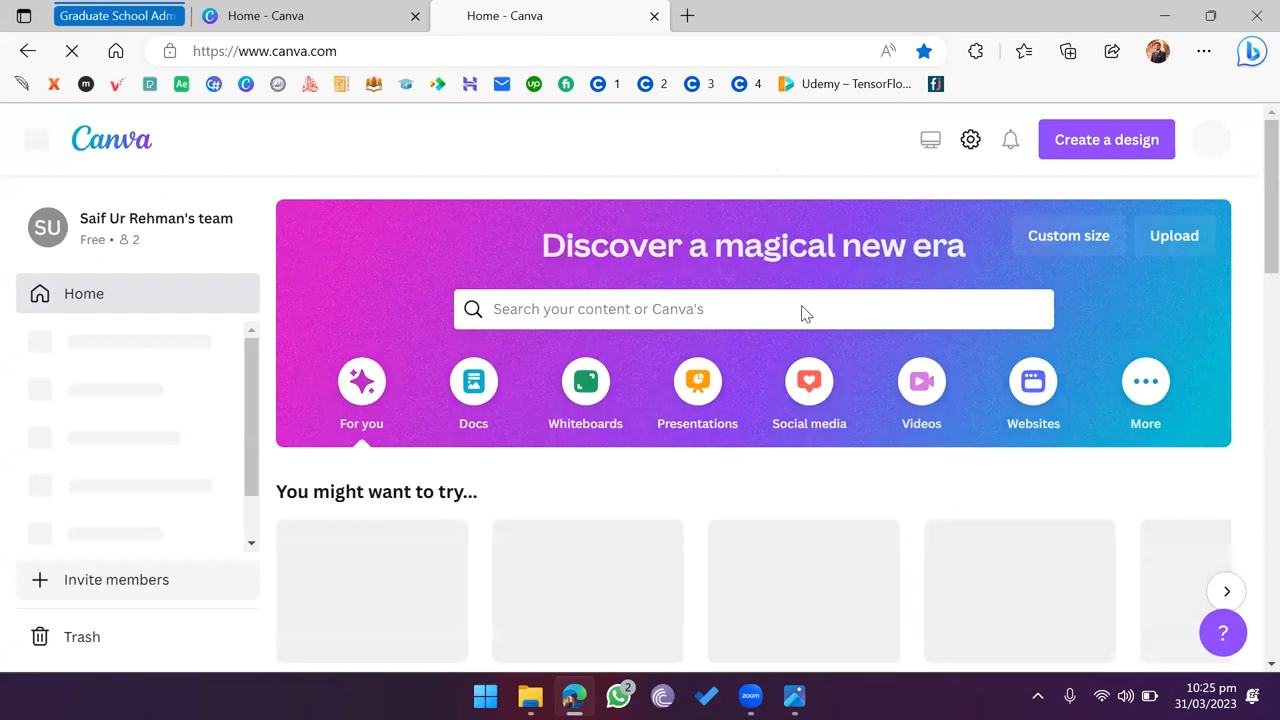 Graduate School Adm
Home - Canva
Home - Canva
https://www.canva.com
1
2
3
4
Udemy – TensorFlo...
Canva
Create a design
SU
Saif Ur Rehman's team
Free • 2
Home
Invite members
Trash
Discover a magical new era
Custom size
Upload
Search your content or Canva's
For you
Docs
Whiteboards
Presentations
Social media
Videos
Websites
More
You might want to try...
?
2
zoom
10:25 pm
31/03/2023